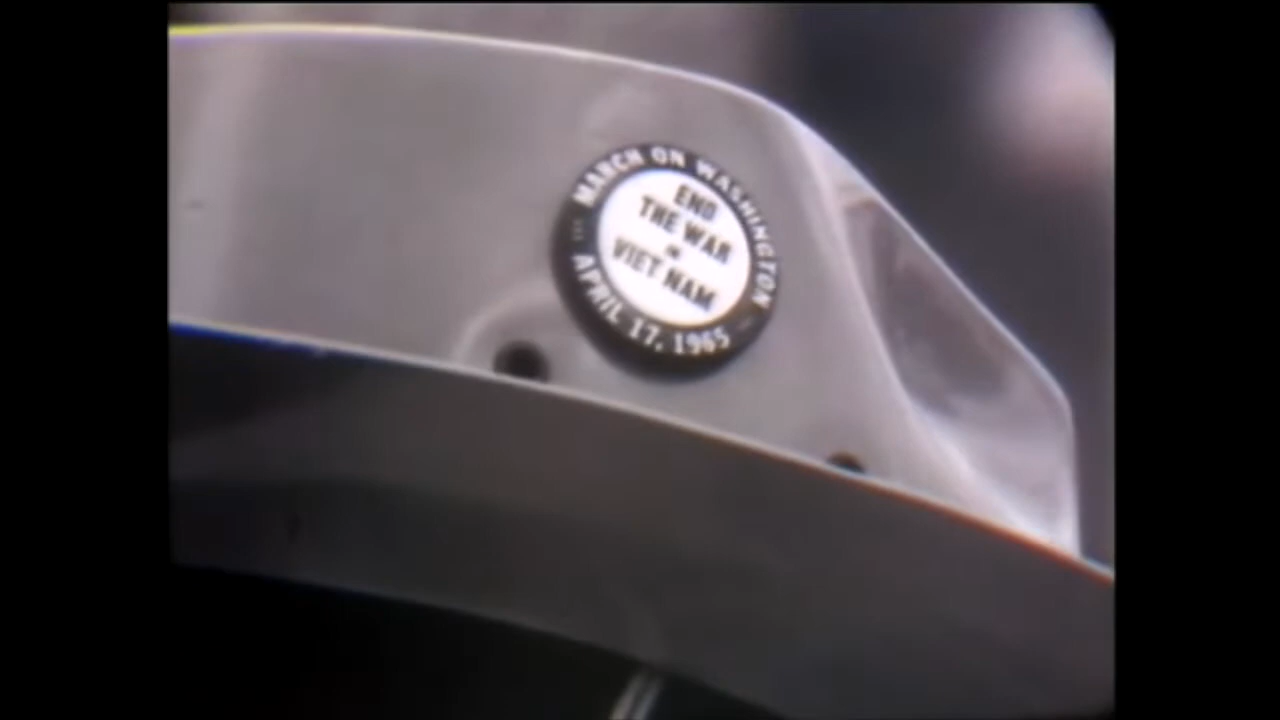 MARCH ON WASHINGTON
END
THE WAR
IN
VIET NAM
APRIL 17, 1965